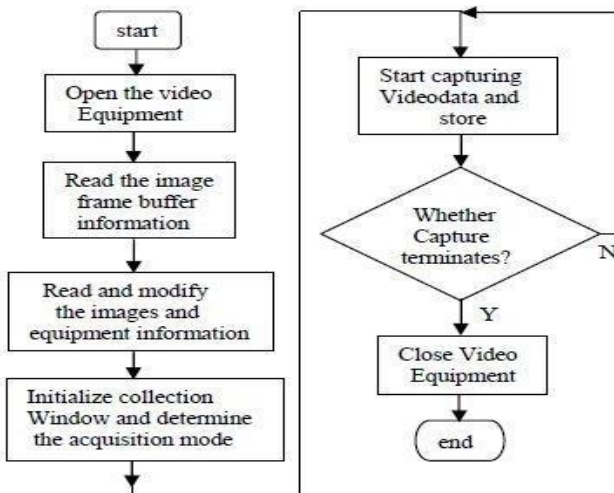 start
Open the video
Equipment
Read the image
frame buffer
information
Read and modify
the images and
equipment information
Initialize collection
Window and determine
the acquisition mode
Start capturing
Videodata and
store
Whether
Capture
terminates?
N
Y
Close Video
Equipment
end